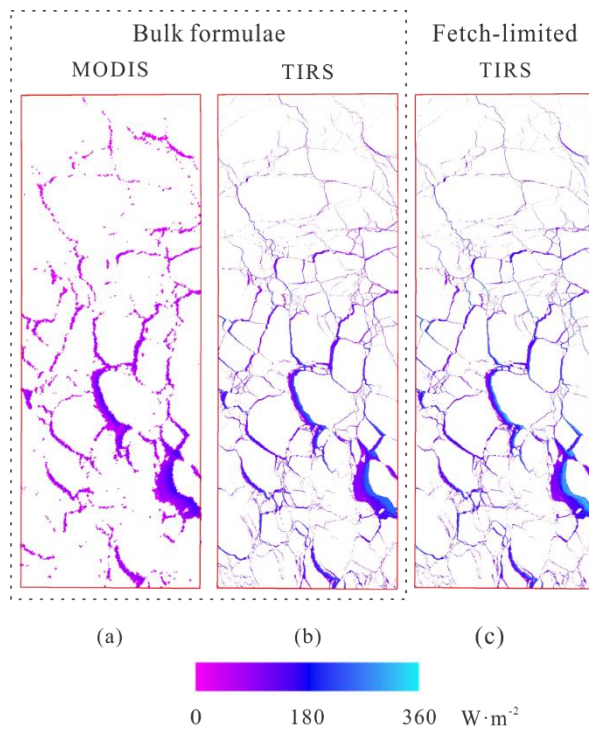 Bulk formulae Fetch-limited
MODIS TIRS TIRS
(a) (b) (c)
0 180 360 W·m⁻²